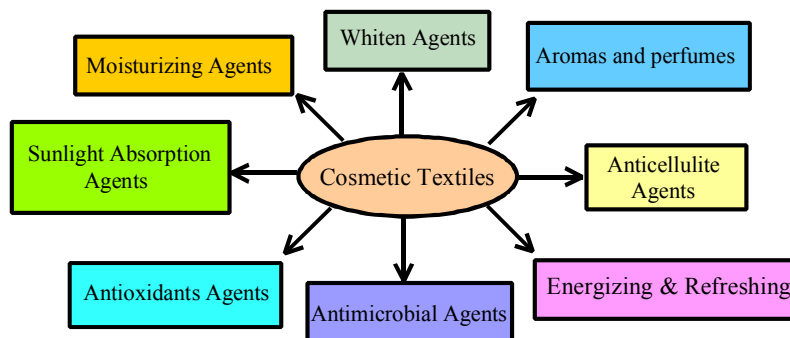 Whiten Agents
Moisturizing Agents
Aromas and perfumes
Sunlight Absorption
Agents
Cosmetic Textiles
Anticellulite
Agents
Antioxidants Agents
Antimicrobial Agents
Energizing & Refreshing